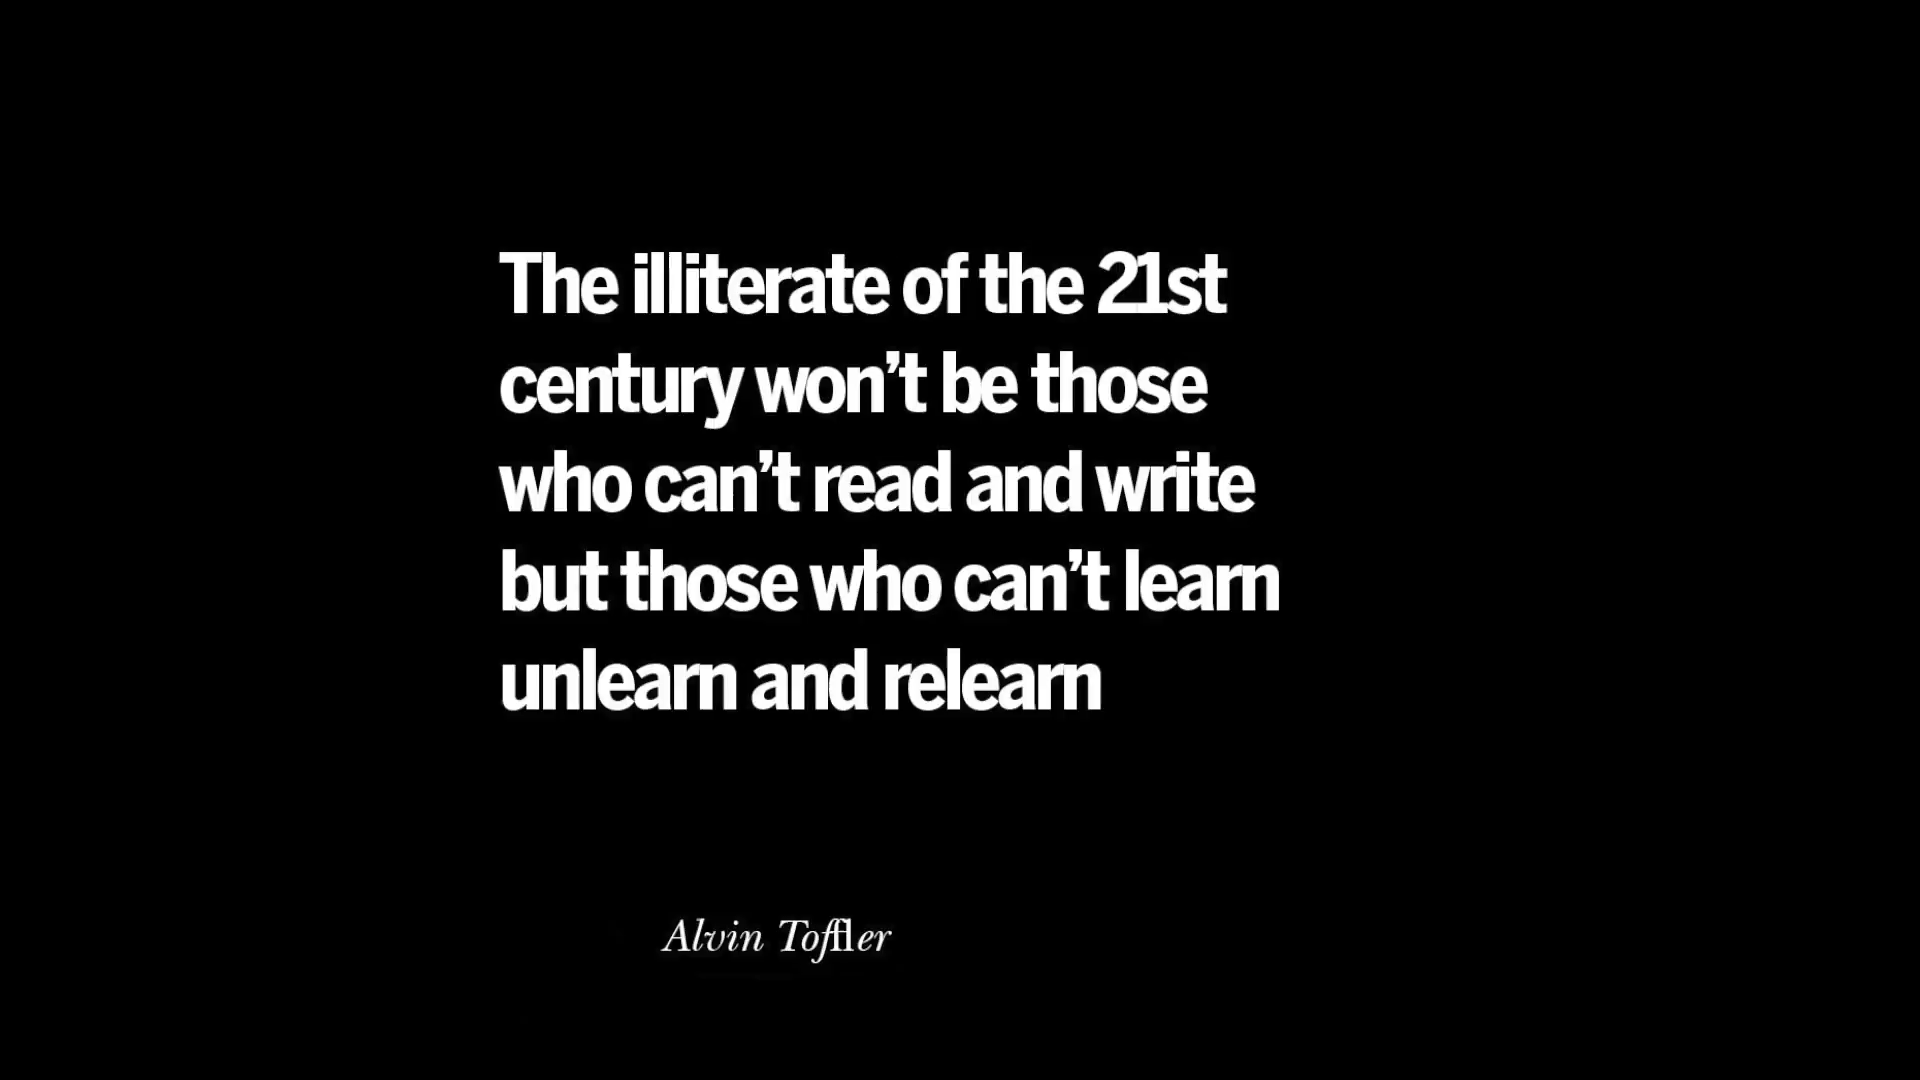 The illiterate of the 21st
century won’t be those
who can’t read and write
but those who can’t learn
unlearn and relearn
Alvin Toffler